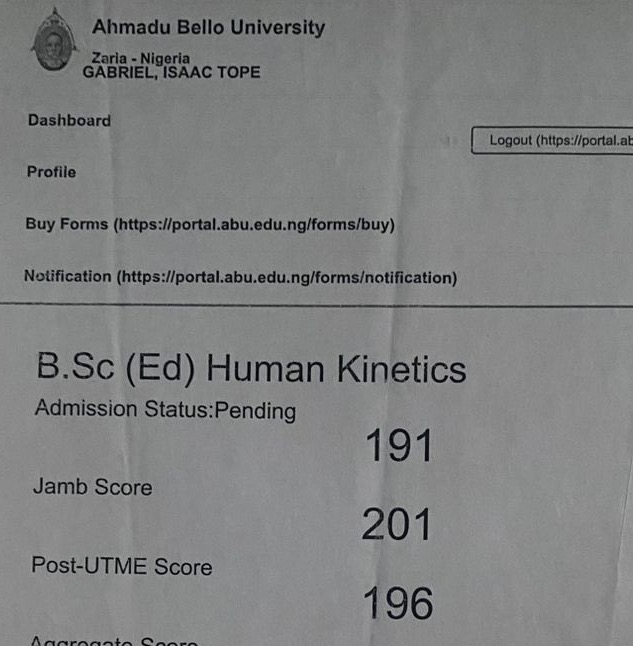 Ahmadu Bello University
Zaria - Nigeria
GABRIEL, ISAAC TOPE
Dashboard
Logout (https://portal.ab
Profile
Buy Forms (https://portal.abu.edu.ng/forms/buy)
Notification (https://portal.abu.edu.ng/forms/notification)
B.Sc (Ed) Human Kinetics
Admission Status:Pending
191
Jamb Score
201
Post-UTME Score
196
Aggregate Score